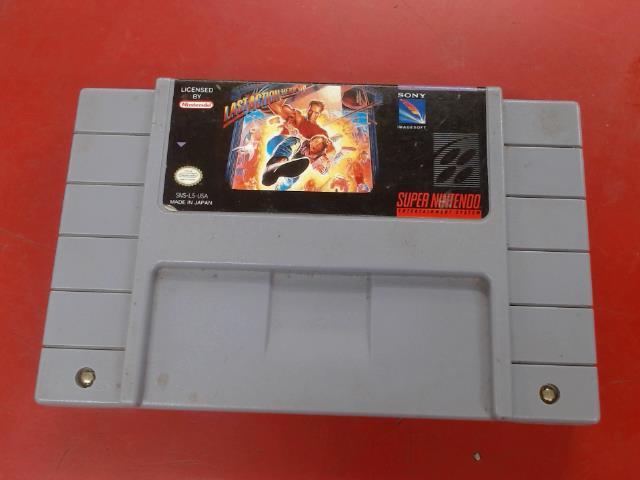 LICENSED
BY
Nintendo
LAST ACTION HERO
SONY
IMAGESOFT
SNS-L5-USA
MADE IN JAPAN
SUPER NINTENDO
ENTERTAINMENT SYSTEM